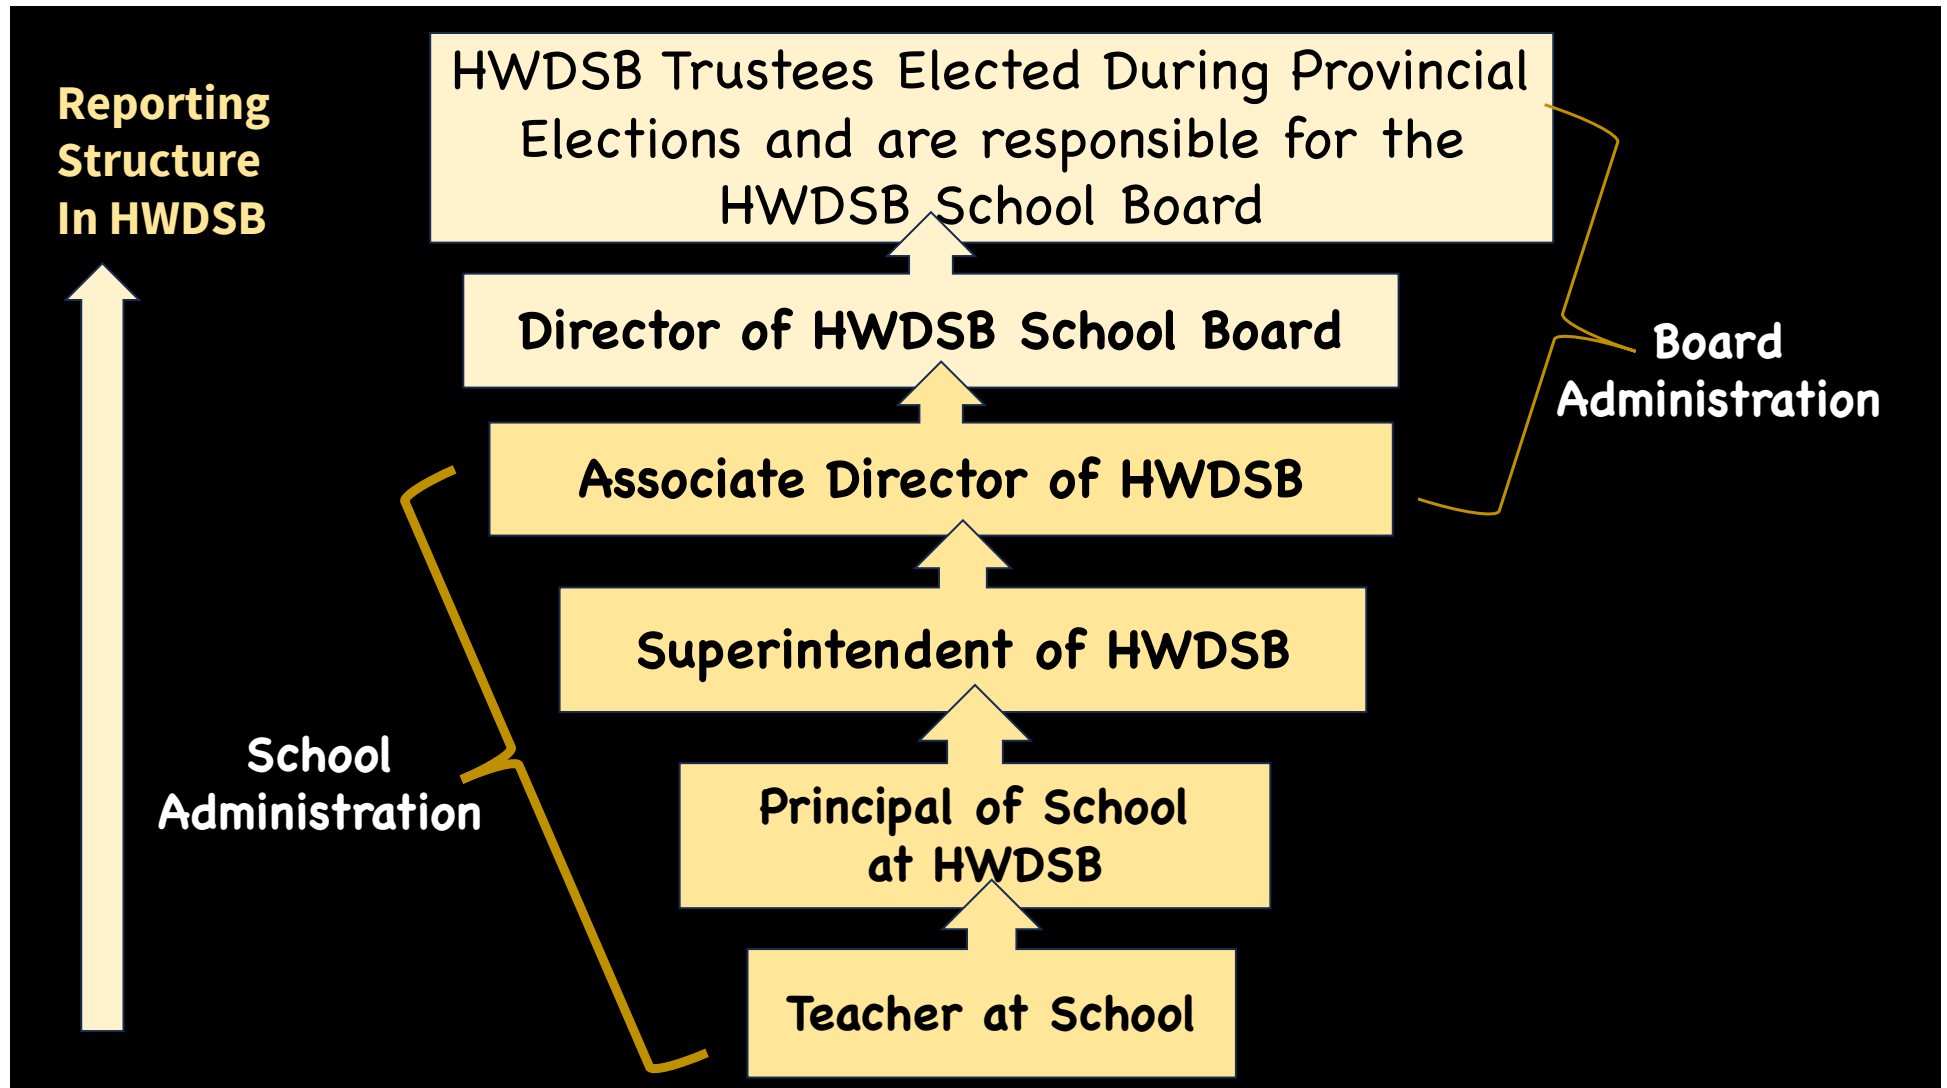 Reporting
Structure
In HWDSB
HWDSB Trustees Elected During Provincial
Elections and are responsible for the
HWDSB School Board
Director of HWDSB School Board
Board
Administration
Associate Director of HWDSB
Superintendent of HWDSB
School
Administration
Principal of School
at HWDSB
Teacher at School